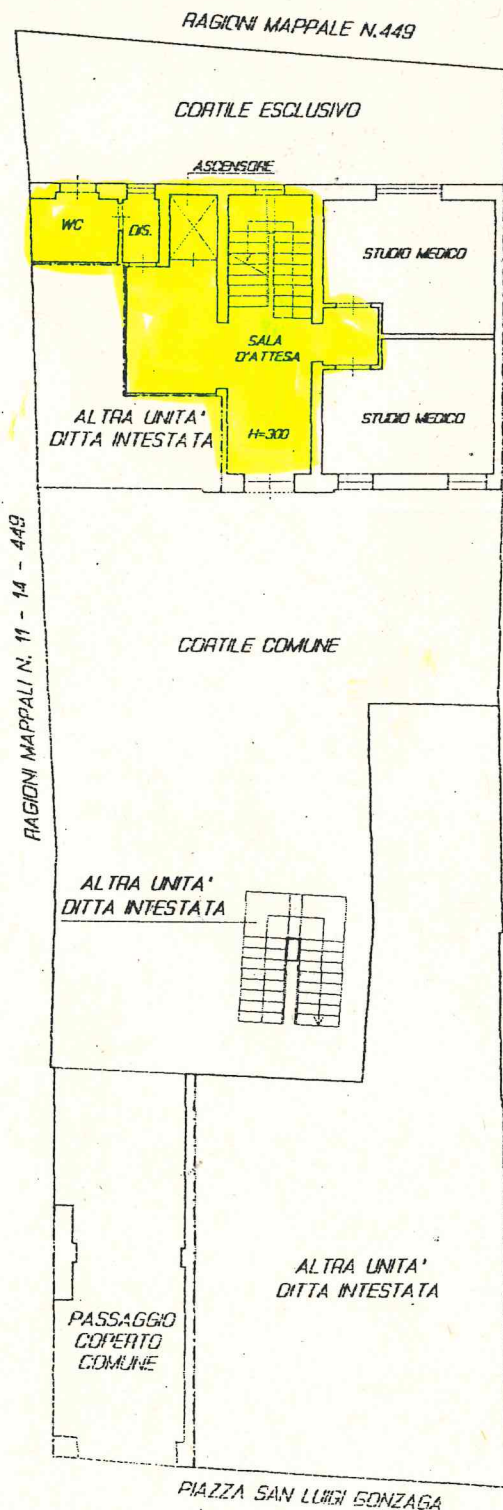 RAGIONI MAPPALE N.449
CORTILE ESCLUSIVO
ASCENSORE
WC
DIS.
STUDIO MEDICO
SALA
D'ATTESA
STUDIO MEDICO
ALTRA UNITA'
DITTA INTESTATA
H=300
RAGIONI MAPPALI N. 11 - 14 - 449
CORTILE COMUNE
ALTRA UNITA'
DITTA INTESTATA
ALTRA UNITA'
DITTA INTESTATA
PASSAGGIO
COPERTO
COMUNE
PIAZZA SAN LUIGI GONZAGA